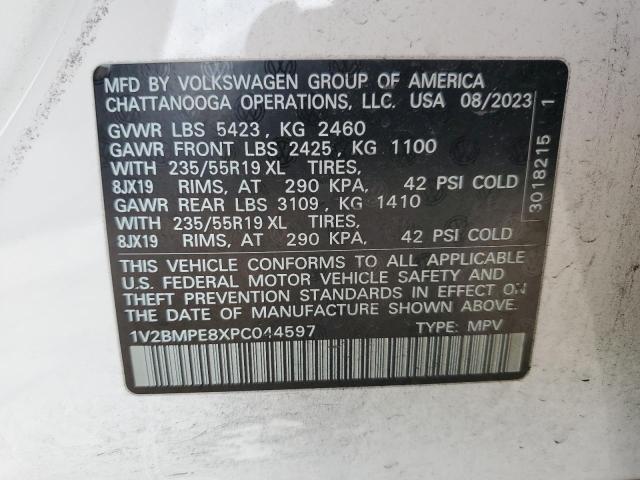 MFD BY VOLKSWAGEN GROUP OF AMERICA
CHATTANOOGA OPERATIONS, LLC. USA 08/2023
GVWR LBS 5423, KG 2460
GAWR FRONT LBS 2425, KG 1100
WITH 235/55R19 XL TIRES,
8JX19 RIMS, AT 290 KPA, 42 PSI COLD
GAWR REAR LBS 3109, KG 1410
WITH 235/55R19 XL TIRES,
8JX19 RIMS, AT 290 KPA, 42 PSI COLD
THIS VEHICLE CONFORMS TO ALL APPLICABLE
U.S. FEDERAL MOTOR VEHICLE SAFETY AND
THEFT PREVENTION STANDARDS IN EFFECT ON
THE DATE OF MANUFACTURE SHOWN ABOVE.
1V2BMPE8XPC044597 TYPE: MPV
3018215 1